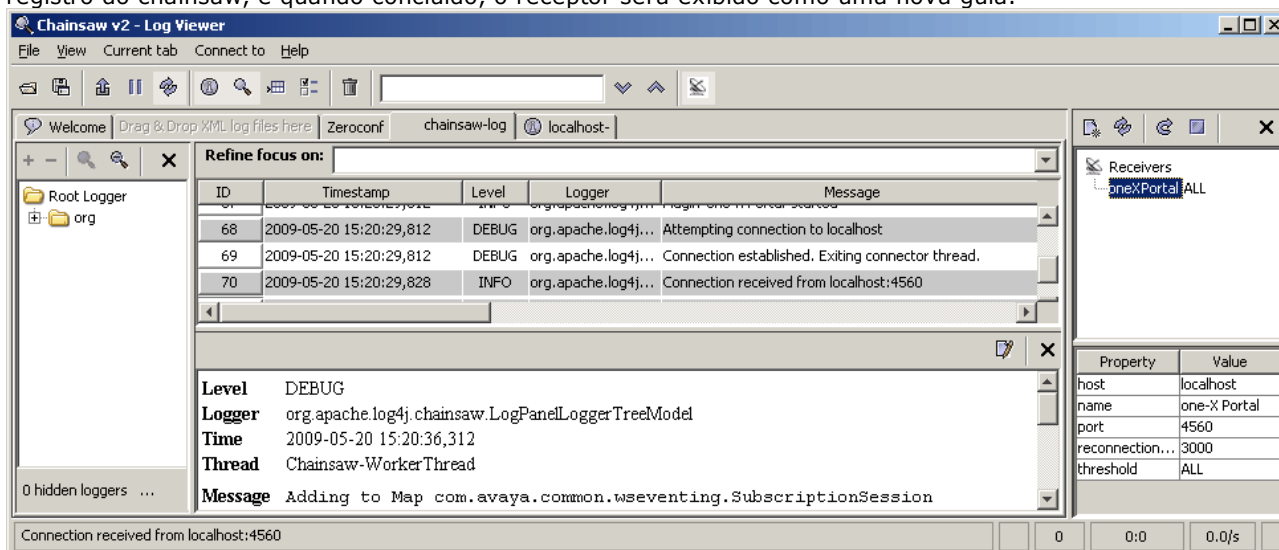 registro do chainsaw, e quando concluído, o receptor será exibido como uma nova guia.
Chainsaw v2 - Log Viewer
File View Current tab Connect to Help
Welcome Drag & Drop XML log files here Zeroconf chainsaw-log localhost-
Refine focus on:
Root Logger
org
0 hidden loggers ...
ID Timestamp Level Logger Message
68 2009-05-20 15:20:29,812 DEBUG org.apache.log4j... Attempting connection to localhost
69 2009-05-20 15:20:29,812 DEBUG org.apache.log4j... Connection established. Exiting connector thread.
70 2009-05-20 15:20:29,828 INFO org.apache.log4j... Connection received from localhost:4560
Level DEBUG
Logger org.apache.log4j.chainsaw.LogPanelLoggerTreeModel
Time 2009-05-20 15:20:36,312
Thread Chainsaw-WorkerThread
Message Adding to Map com.avaya.common.wseventing.SubscriptionSession
Receivers
oneXPortal ALL
Property Value
host localhost
name one-X Portal
port 4560
reconnection... 3000
threshold ALL
Connection received from localhost:4560
0 0:0 0.0/s